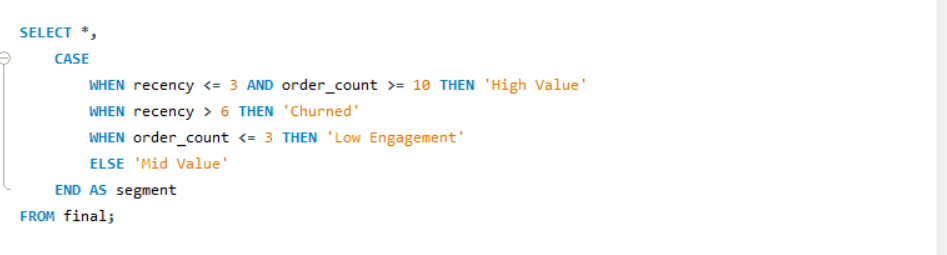 SELECT *,
CASE
WHEN recency <= 3 AND order_count >= 10 THEN 'High Value'
WHEN recency > 6 THEN 'Churned'
WHEN order_count <= 3 THEN 'Low Engagement'
ELSE 'Mid Value'
END AS segment
FROM final;